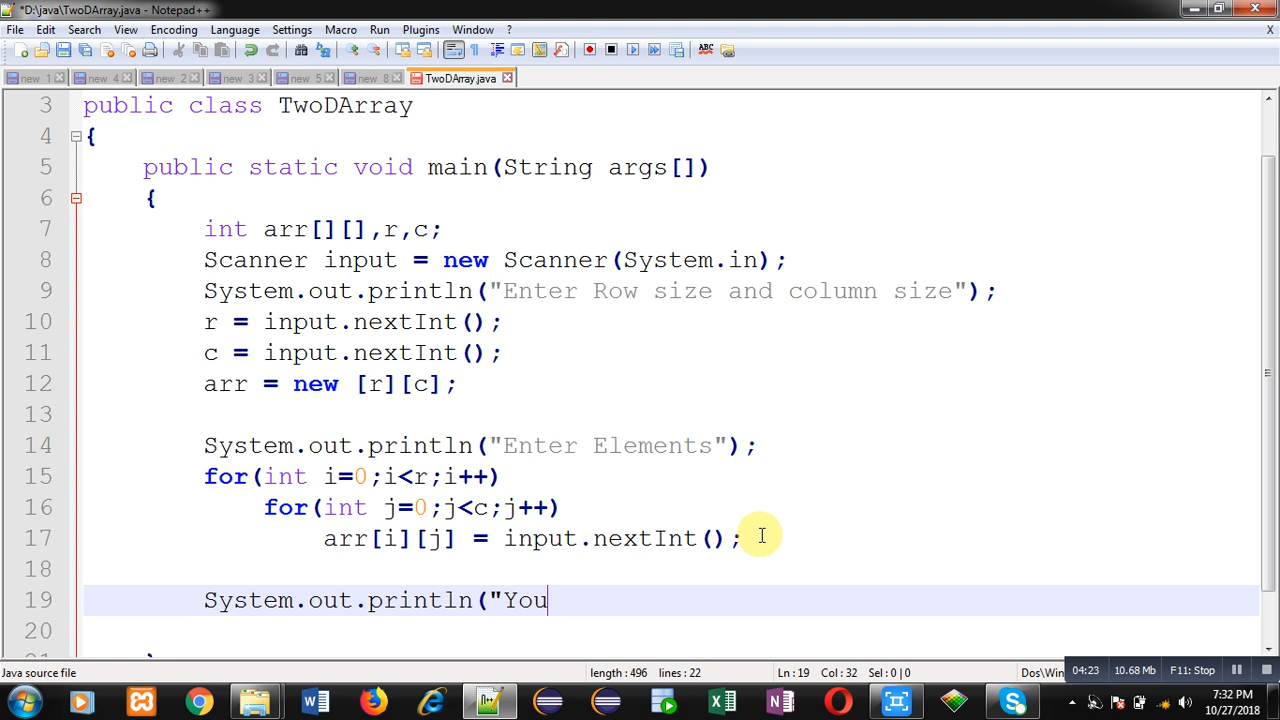 *D:\java\TwoDArray.java - Notepad++
File Edit Search View Encoding Language Settings Macro Run Plugins Window ? X
new 1 new 4 new 2 new 3 new 5 new 8 TwoDArray.java
3 public class TwoDArray
4 {
5 public static void main(String args[])
6 {
7 int arr[][],r,c;
8 Scanner input = new Scanner(System.in);
9 System.out.println("Enter Row size and column size");
10 r = input.nextInt();
11 c = input.nextInt();
12 arr = new [r][c];
13
14 System.out.println("Enter Elements");
15 for(int i=0;i<r;i++)
16 for(int j=0;j<c;j++)
17 arr[i][j] = input.nextInt();
18
19 System.out.println("You
20
21 }
Java source file length : 496 lines : 22 Ln : 19 Col : 32 Sel : 0 | 0 Dos\Win 04:23 10.68 Mb F11: Stop
7:32 PM
10/27/2018